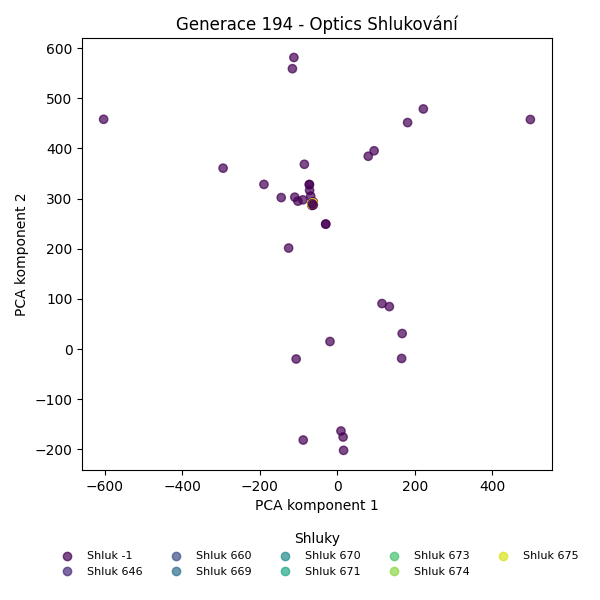 Generace 194 - Optics Shlukování
600
500
400
300
200
100
0
−100
−200
PCA komponent 2
−600 −400 −200 0 200 400
PCA komponent 1
Shluky
Shluk -1 Shluk 660 Shluk 670 Shluk 673 Shluk 675
Shluk 646 Shluk 669 Shluk 671 Shluk 674